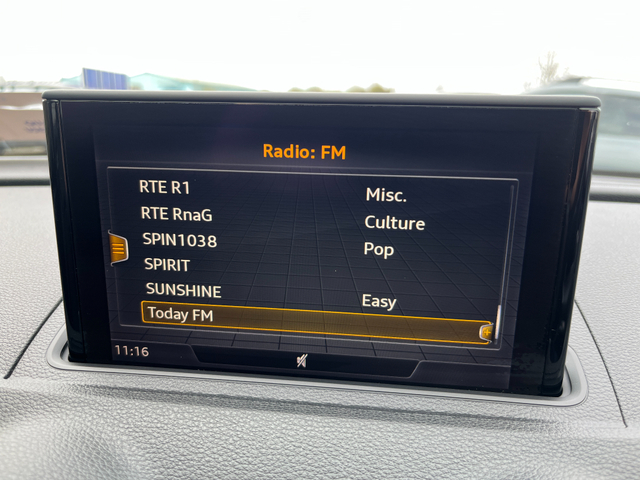 Radio: FM
RTE R1 Misc.
RTE RnaG Culture
SPIN1038 Pop
SPIRIT
SUNSHINE Easy
Today FM
11:16